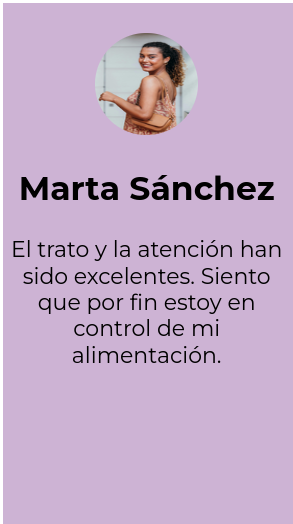 Marta Sánchez
El trato y la atención han
sido excelentes. Siento
que por fin estoy en
control de mi
alimentación.